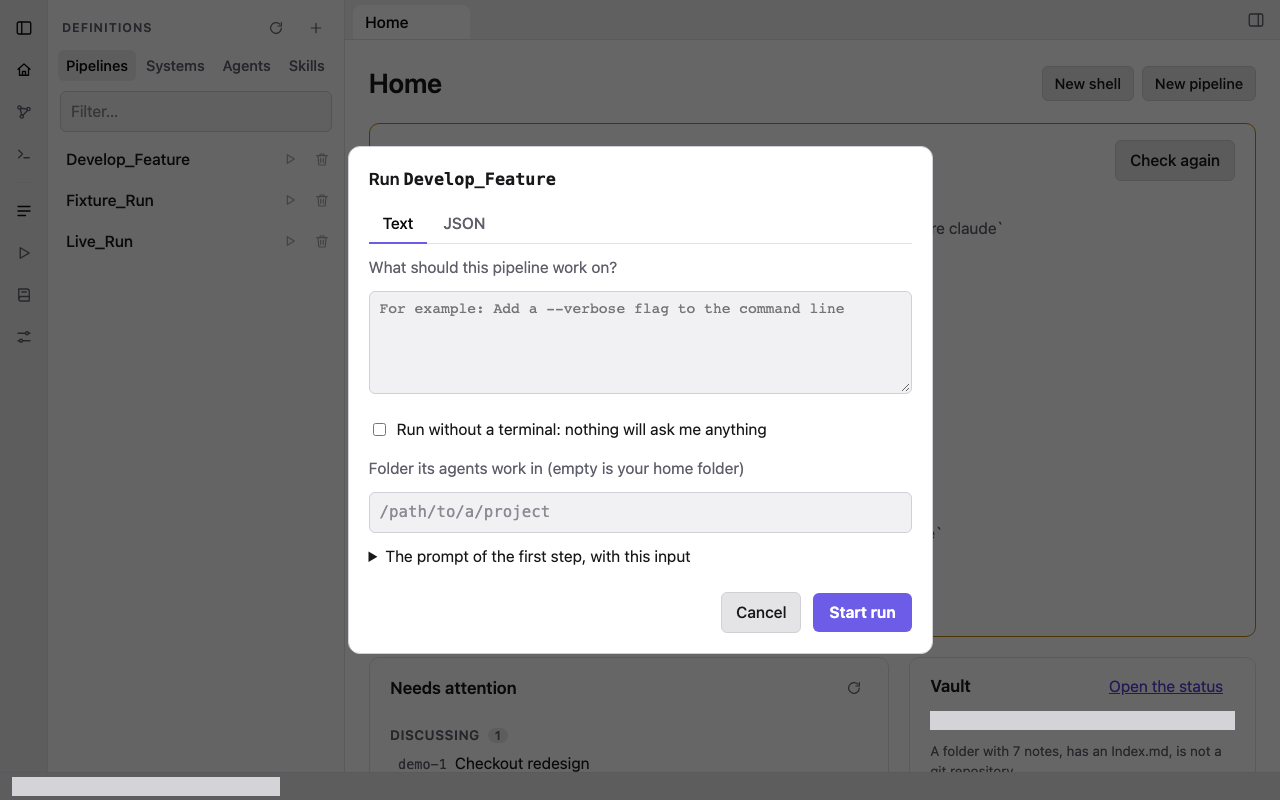 DEFINITIONS
Pipelines Systems Agents Skills
Filter...
Develop_Feature
Fixture_Run
Live_Run
Home
Home
New shell New pipeline
Check again
re claude`
Run Develop_Feature
Text JSON
What should this pipeline work on?
For example: Add a --verbose flag to the command line
Run without a terminal: nothing will ask me anything
Folder its agents work in (empty is your home folder)
/path/to/a/project
The prompt of the first step, with this input
Cancel Start run
Needs attention
DISCUSSING 1
demo-1 Checkout redesign
Vault Open the status
A folder with 7 notes, has an Index.md, is not a
git repository